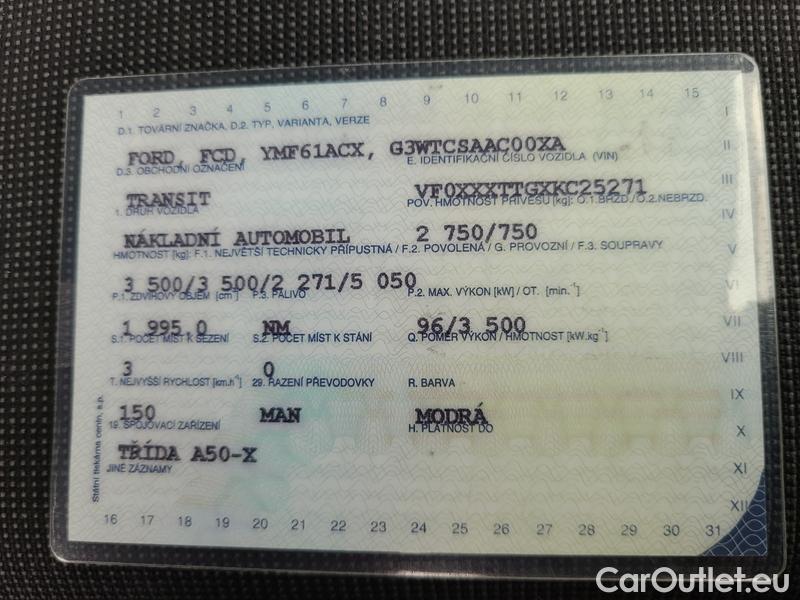 1 2 3 4 5 6 7 8 9 10 11 12 13 14 15
D.1. TOVÁRNÍ ZNAČKA, D.2. TYP, VARIANTA, VERZE
I
FORD, FCD, YMF61ACX, G3WTCSAAC00XA
II
D.3. OBCHODNÍ OZNAČENÍ E. IDENTIFIKAČNÍ ČÍSLO VOZIDLA (VIN)
TRANSIT VF0XXXTTGXKC25271
III
1. DRUH VOZIDLA POV. HMOTNOST PŘÍVĚSU [kg]: O.1. BRZD./O.2.NEBRZD.
IV
NÁKLADNÍ AUTOMOBIL 2 750/750
HMOTNOST [kg]: F.1. NEJVĚTŠÍ TECHNICKY PŘÍPUSTNÁ / F.2. POVOLENÁ / G. PROVOZNÍ / F.3. SOUPRAVY
V
3 500/3 500/2 271/5 050
VI
P.1. ZDVIHOVÝ OBJEM [cm³] P.3. PALIVO P.2. MAX. VÝKON [kW] / OT. [min.⁻¹]
1 995,0 NM 96/3 500
VII
S.1. POČET MÍST K SEZENÍ S.2. POČET MÍST K STÁNÍ Q. POMĚR VÝKON / HMOTNOST [kW.kg⁻¹]
VIII
3 0
T. NEJVYŠŠÍ RYCHLOST [km.h⁻¹] 29. ŘAZENÍ PŘEVODOVKY R. BARVA
IX
150 MAN MODRÁ
19. SPOJOVACÍ ZAŘÍZENÍ H. PLATNOST DO
X
TŘÍDA A50-X
JINÉ ZÁZNAMY
XI
XII
16 17 18 19 20 21 22 23 24 25 26 27 28 29 30 31
Státní tiskárna cenin, s.p.
CarOutlet.eu